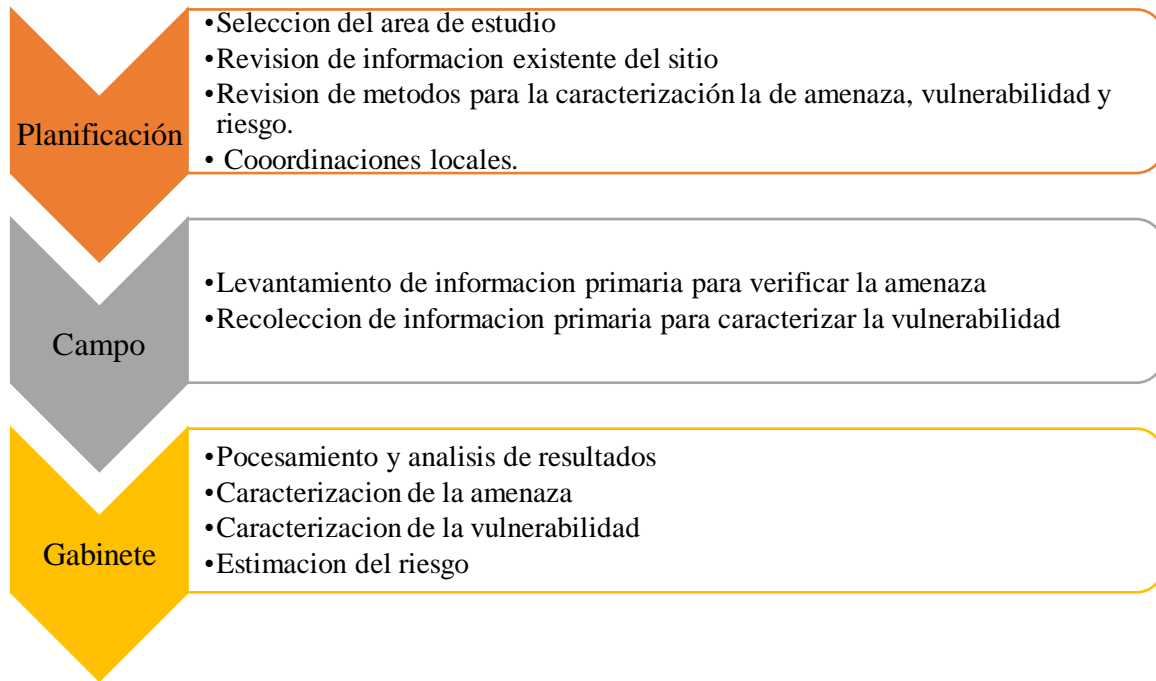 Planificación
•Seleccion del area de estudio
•Revision de informacion existente del sitio
•Revision de metodos para la caracterización la de amenaza, vulnerabilidad y
riesgo.
• Cooordinaciones locales.
Campo
•Levantamiento de informacion primaria para verificar la amenaza
•Recoleccion de informacion primaria para caracterizar la vulnerabilidad
Gabinete
•Pocesamiento y analisis de resultados
•Caracterizacion de la amenaza
•Caracterizacion de la vulnerabilidad
•Estimacion del riesgo